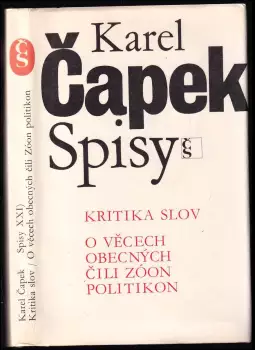 Karel
Čapek
Spisy
čs
KRITIKA SLOV
O VĚCECH
OBECNÝCH
ČILI ZÓON
POLITIKON
čs
Karel Čapek Spisy XXI)
Kritika slov / O věcech obecných čili Zóon politikon